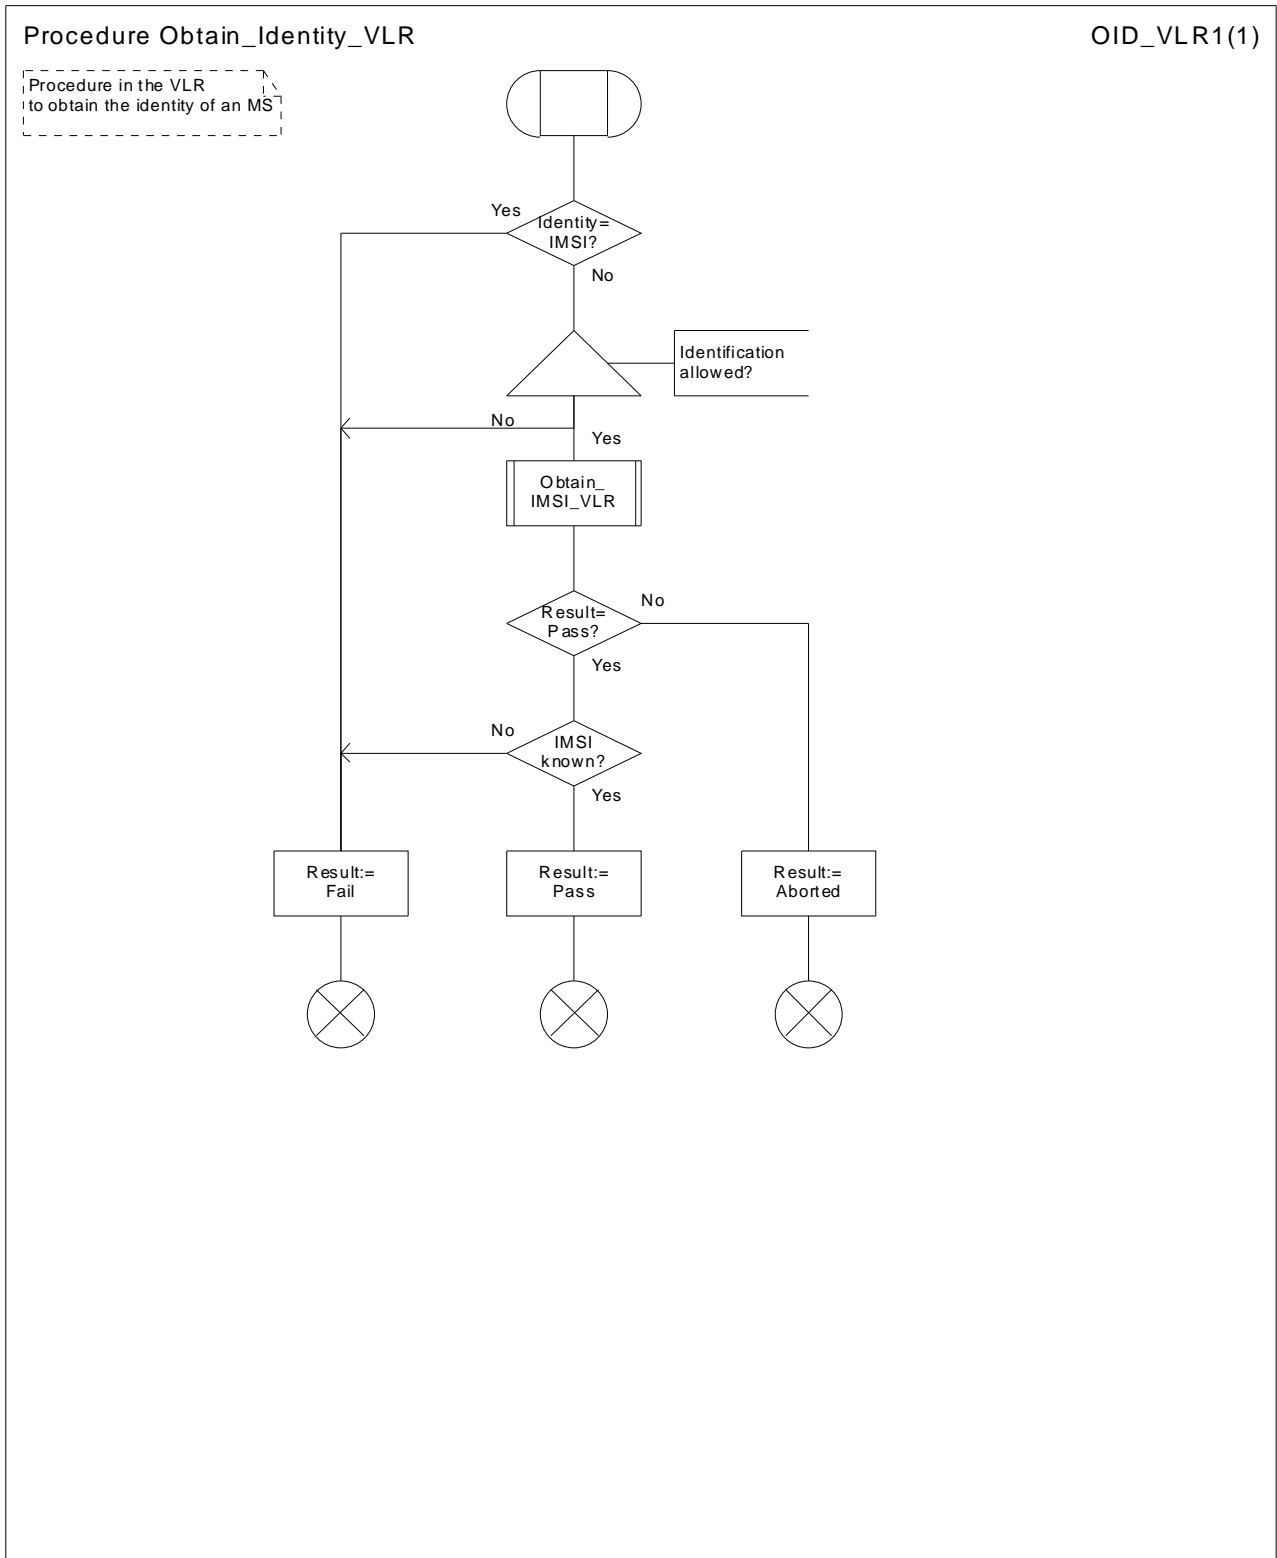 Procedure Obtain_Identity_VLR
OID_VLR1(1)
Procedure in the VLR
to obtain the identity of an MS
Yes
Identity=
IMSI?
No
Identification
allowed?
No
Yes
Obtain_
IMSI_VLR
Result=
Pass?
No
Yes
No
IMSI
known?
Yes
Result:=
Fail
Result:=
Pass
Result:=
Aborted